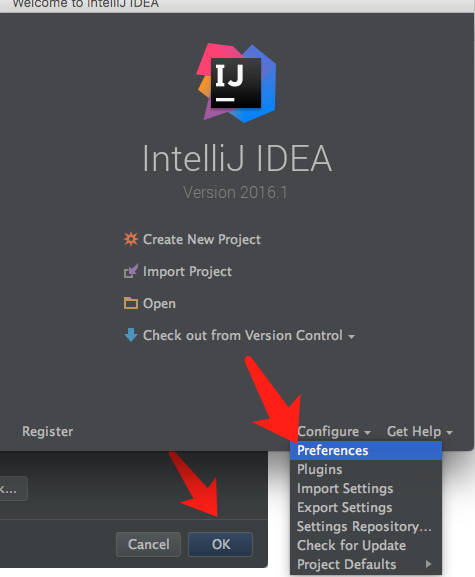 Welcome to IntelliJ IDEA
IJ
IntelliJ IDEA
Version 2016.1
Create New Project
Import Project
Open
Check out from Version Control
Register
Configure
Get Help
Preferences
Plugins
Import Settings
Export Settings
Settings Repository...
Check for Update
Project Defaults
k...
Cancel
OK